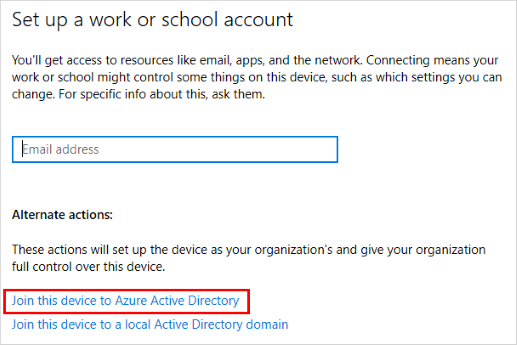 Set up a work or school account
You'll get access to resources like email, apps, and the network. Connecting means your
work or school might control some things on this device, such as which settings you can
change. For specific info about this, ask them.
Email address
Alternate actions:
These actions will set up the device as your organization's and give your organization
full control over this device.
Join this device to Azure Active Directory
Join this device to a local Active Directory domain